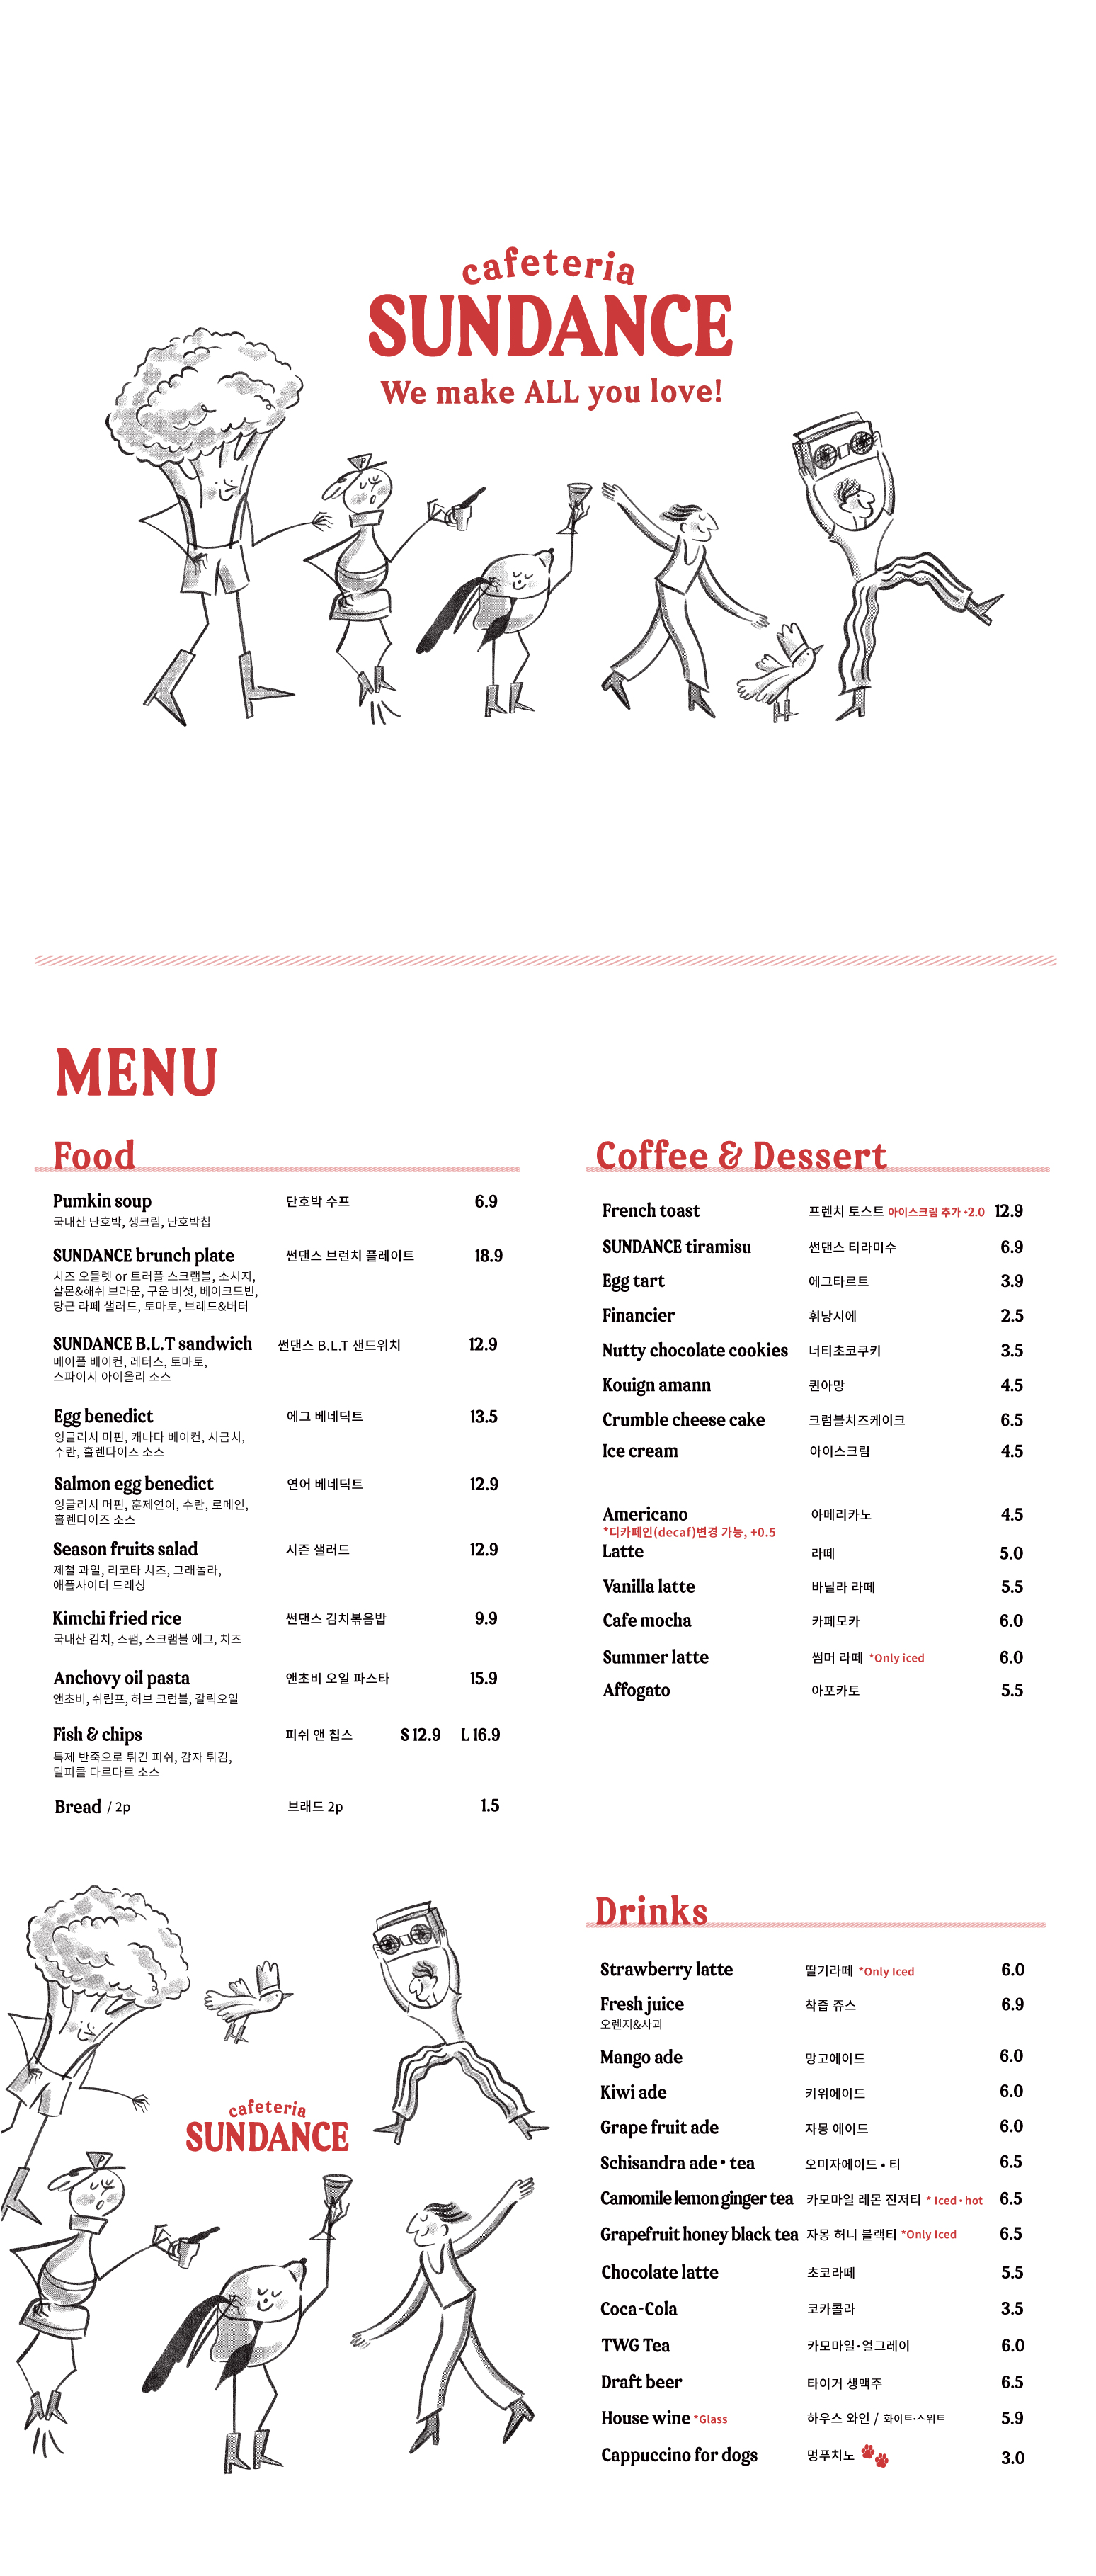 cafeteria
SUNDANCE
We make ALL you love!
MENU
Food
Pumkin soup 단호박 수프 6.9
국내산 단호박, 생크림, 단호박칩
SUNDANCE brunch plate 썬댄스 브런치 플레이트 18.9
치즈 오믈렛 or 트러플 스크램블, 소시지,
살몬&해쉬 브라운, 구운 버섯, 베이크드빈,
당근 라페 샐러드, 토마토, 브레드&버터
SUNDANCE B.L.T sandwich 썬댄스 B.L.T 샌드위치 12.9
메이플 베이컨, 레터스, 토마토,
스파이시 아이올리 소스
Egg benedict 에그 베네딕트 13.5
잉글리시 머핀, 캐나다 베이컨, 시금치,
수란, 홀렌다이즈 소스
Salmon egg benedict 연어 베네딕트 12.9
잉글리시 머핀, 훈제연어, 수란, 로메인,
홀렌다이즈 소스
Season fruits salad 시즌 샐러드 12.9
제철 과일, 리코타 치즈, 그래놀라,
애플사이더 드레싱
Kimchi fried rice 썬댄스 김치볶음밥 9.9
국내산 김치, 스팸, 스크램블 에그, 치즈
Anchovy oil pasta 앤초비 오일 파스타 15.9
앤초비, 쉬림프, 허브 크럼블, 갈릭오일
Fish & chips 피쉬 앤 칩스 S 12.9 L 16.9
특제 반죽으로 튀긴 피쉬, 감자 튀김,
딜피클 타르타르 소스
Bread / 2p 브래드 2p 1.5
Coffee & Dessert
French toast 프렌치 토스트 아이스크림 추가 •2.0 12.9
SUNDANCE tiramisu 썬댄스 티라미수 6.9
Egg tart 에그타르트 3.9
Financier 휘낭시에 2.5
Nutty chocolate cookies 너티초코쿠키 3.5
Kouign amann 퀸아망 4.5
Crumble cheese cake 크럼블치즈케이크 6.5
Ice cream 아이스크림 4.5
Americano 아메리카노 4.5
*디카페인(decaf)변경 가능, +0.5
Latte 라떼 5.0
Vanilla latte 바닐라 라떼 5.5
Cafe mocha 카페모카 6.0
Summer latte 썸머 라떼 *Only iced 6.0
Affogato 아포카토 5.5
cafeteria
SUNDANCE
Drinks
Strawberry latte 딸기라떼 *Only Iced 6.0
Fresh juice 착즙 쥬스 6.9
오렌지&사과
Mango ade 망고에이드 6.0
Kiwi ade 키위에이드 6.0
Grape fruit ade 자몽 에이드 6.0
Schisandra ade • tea 오미자에이드 • 티 6.5
Camomile lemon ginger tea 카모마일 레몬 진저티 * Iced • hot 6.5
Grapefruit honey black tea 자몽 허니 블랙티 *Only Iced 6.5
Chocolate latte 초코라떼 5.5
Coca-Cola 코카콜라 3.5
TWG Tea 카모마일·얼그레이 6.0
Draft beer 타이거 생맥주 6.5
House wine *Glass 하우스 와인 / 화이트•스위트 5.9
Cappuccino for dogs 멍푸치노 3.0